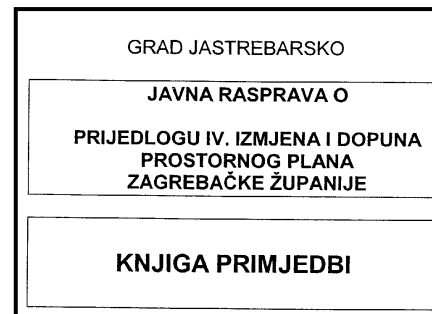 GRAD JASTREBARSKO
JAVNA RASPRAVA O
PRIJEDLOGU IV. IZMJENA I DOPUNA
PROSTORNOG PLANA
ZAGREBAČKE ŽUPANIJE
KNJIGA PRIMJEDBI